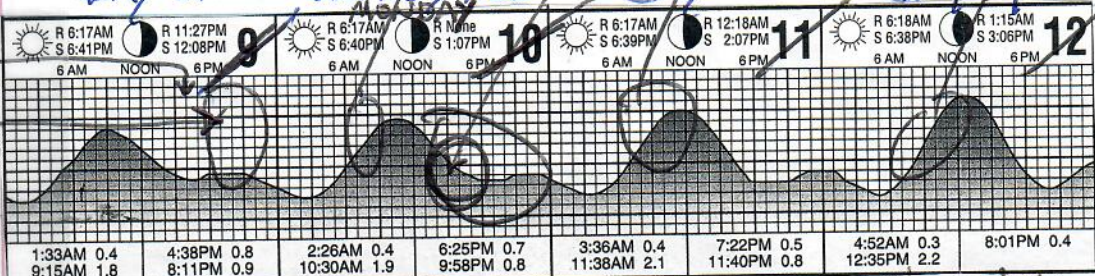 R 6:17AM R 11:27PM 9 R 6:17AM R None 10 R 6:17AM R 12:18AM 11 R 6:18AM R 1:15AM 12
S 6:41PM S 12:08PM S 6:40PM S 1:07PM S 6:39PM S 2:07PM S 6:38PM S 3:06PM
6 AM NOON 6 PM 6 AM NOON 6 PM 6 AM NOON 6 PM 6 AM NOON 6 PM
1:33AM 0.4 4:38PM 0.8 2:26AM 0.4 6:25PM 0.7 3:36AM 0.4 7:22PM 0.5 4:52AM 0.3 8:01PM 0.4
9:15AM 1.8 8:11PM 0.9 10:30AM 1.9 9:58PM 0.8 11:38AM 2.1 11:40PM 0.8 12:35PM 2.2